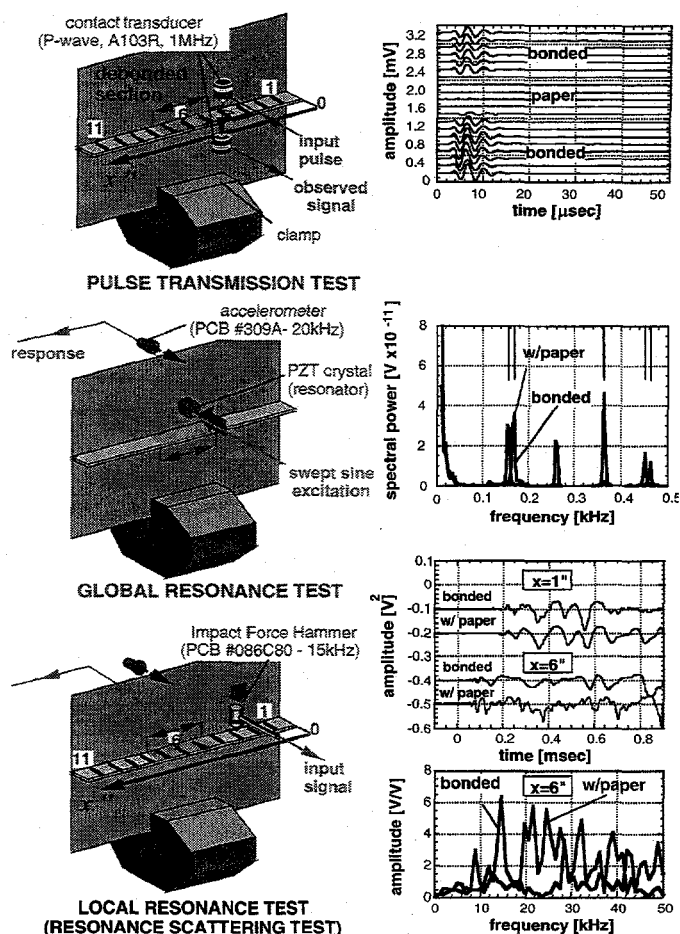 contact transducer
(P-wave, A103R, 1MHz)
debonded
section
11
6
1
0
x "
input
pulse
observed
signal
clamp
PULSE TRANSMISSION TEST
amplitude [mV]
3.2
2.8
2.4
2.0
1.6
1.2
0.8
0.4
0
bonded
paper
bonded
0 10 20 30 40 50
time [μsec]
accelerometer
(PCB #309A- 20kHz)
response
PZT crystal
(resonator)
swept sine
excitation
GLOBAL RESONANCE TEST
spectral power [V x10 -11]
8
6
4
2
0
w/paper
bonded
0 0.1 0.2 0.3 0.4 0.5
frequency [kHz]
Impact Force Hammer
(PCB #086C80 - 15kHz)
11
6
1
0
x "
input
signal
LOCAL RESONANCE TEST
(RESONANCE SCATTERING TEST)
amplitude [V]2
0.1
0
-0.1
-0.2
-0.3
-0.4
-0.5
-0.6
x=1"
bonded
w/ paper
x=6"
bonded
w/ paper
0 0.2 0.4 0.6 0.8
time [msec]
amplitude [V/V]
8
6
4
2
0
bonded
x=6"
w/paper
0 10 20 30 40 50
frequency [kHz]